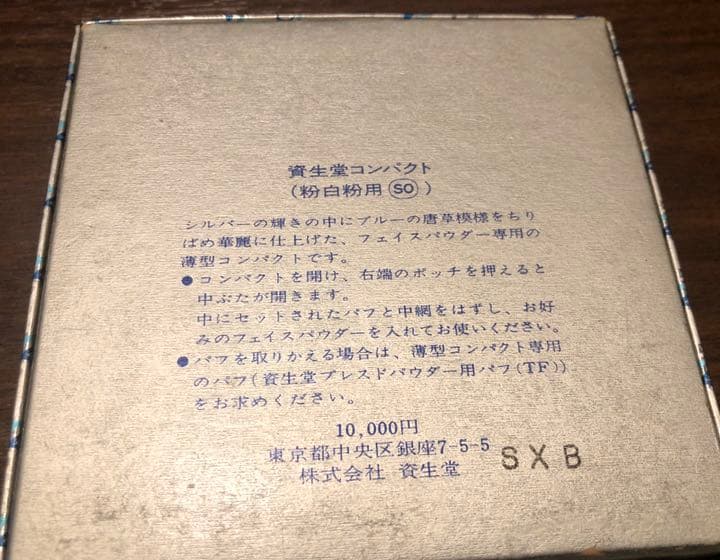 資生堂コンパクト
(粉白粉用 SO )
シルバーの輝きの中にブルーの唐草模様をちり
ばめ華麗に仕上げた、フェイスパウダー専用の
薄型コンパクトです。
●コンパクトを開け、右端のポッチを押えると
中ぶたが開きます。
中にセットされたパフと中網をはずし、お好
みのフェイスパウダーを入れてお使いください。
●パフを取りかえる場合は、薄型コンパクト専用
のパフ(資生堂プレスドパウダー用パフ(TF))
をお求めください。
10,000円
東京都中央区銀座7-5-5
株式会社 資生堂
SXB